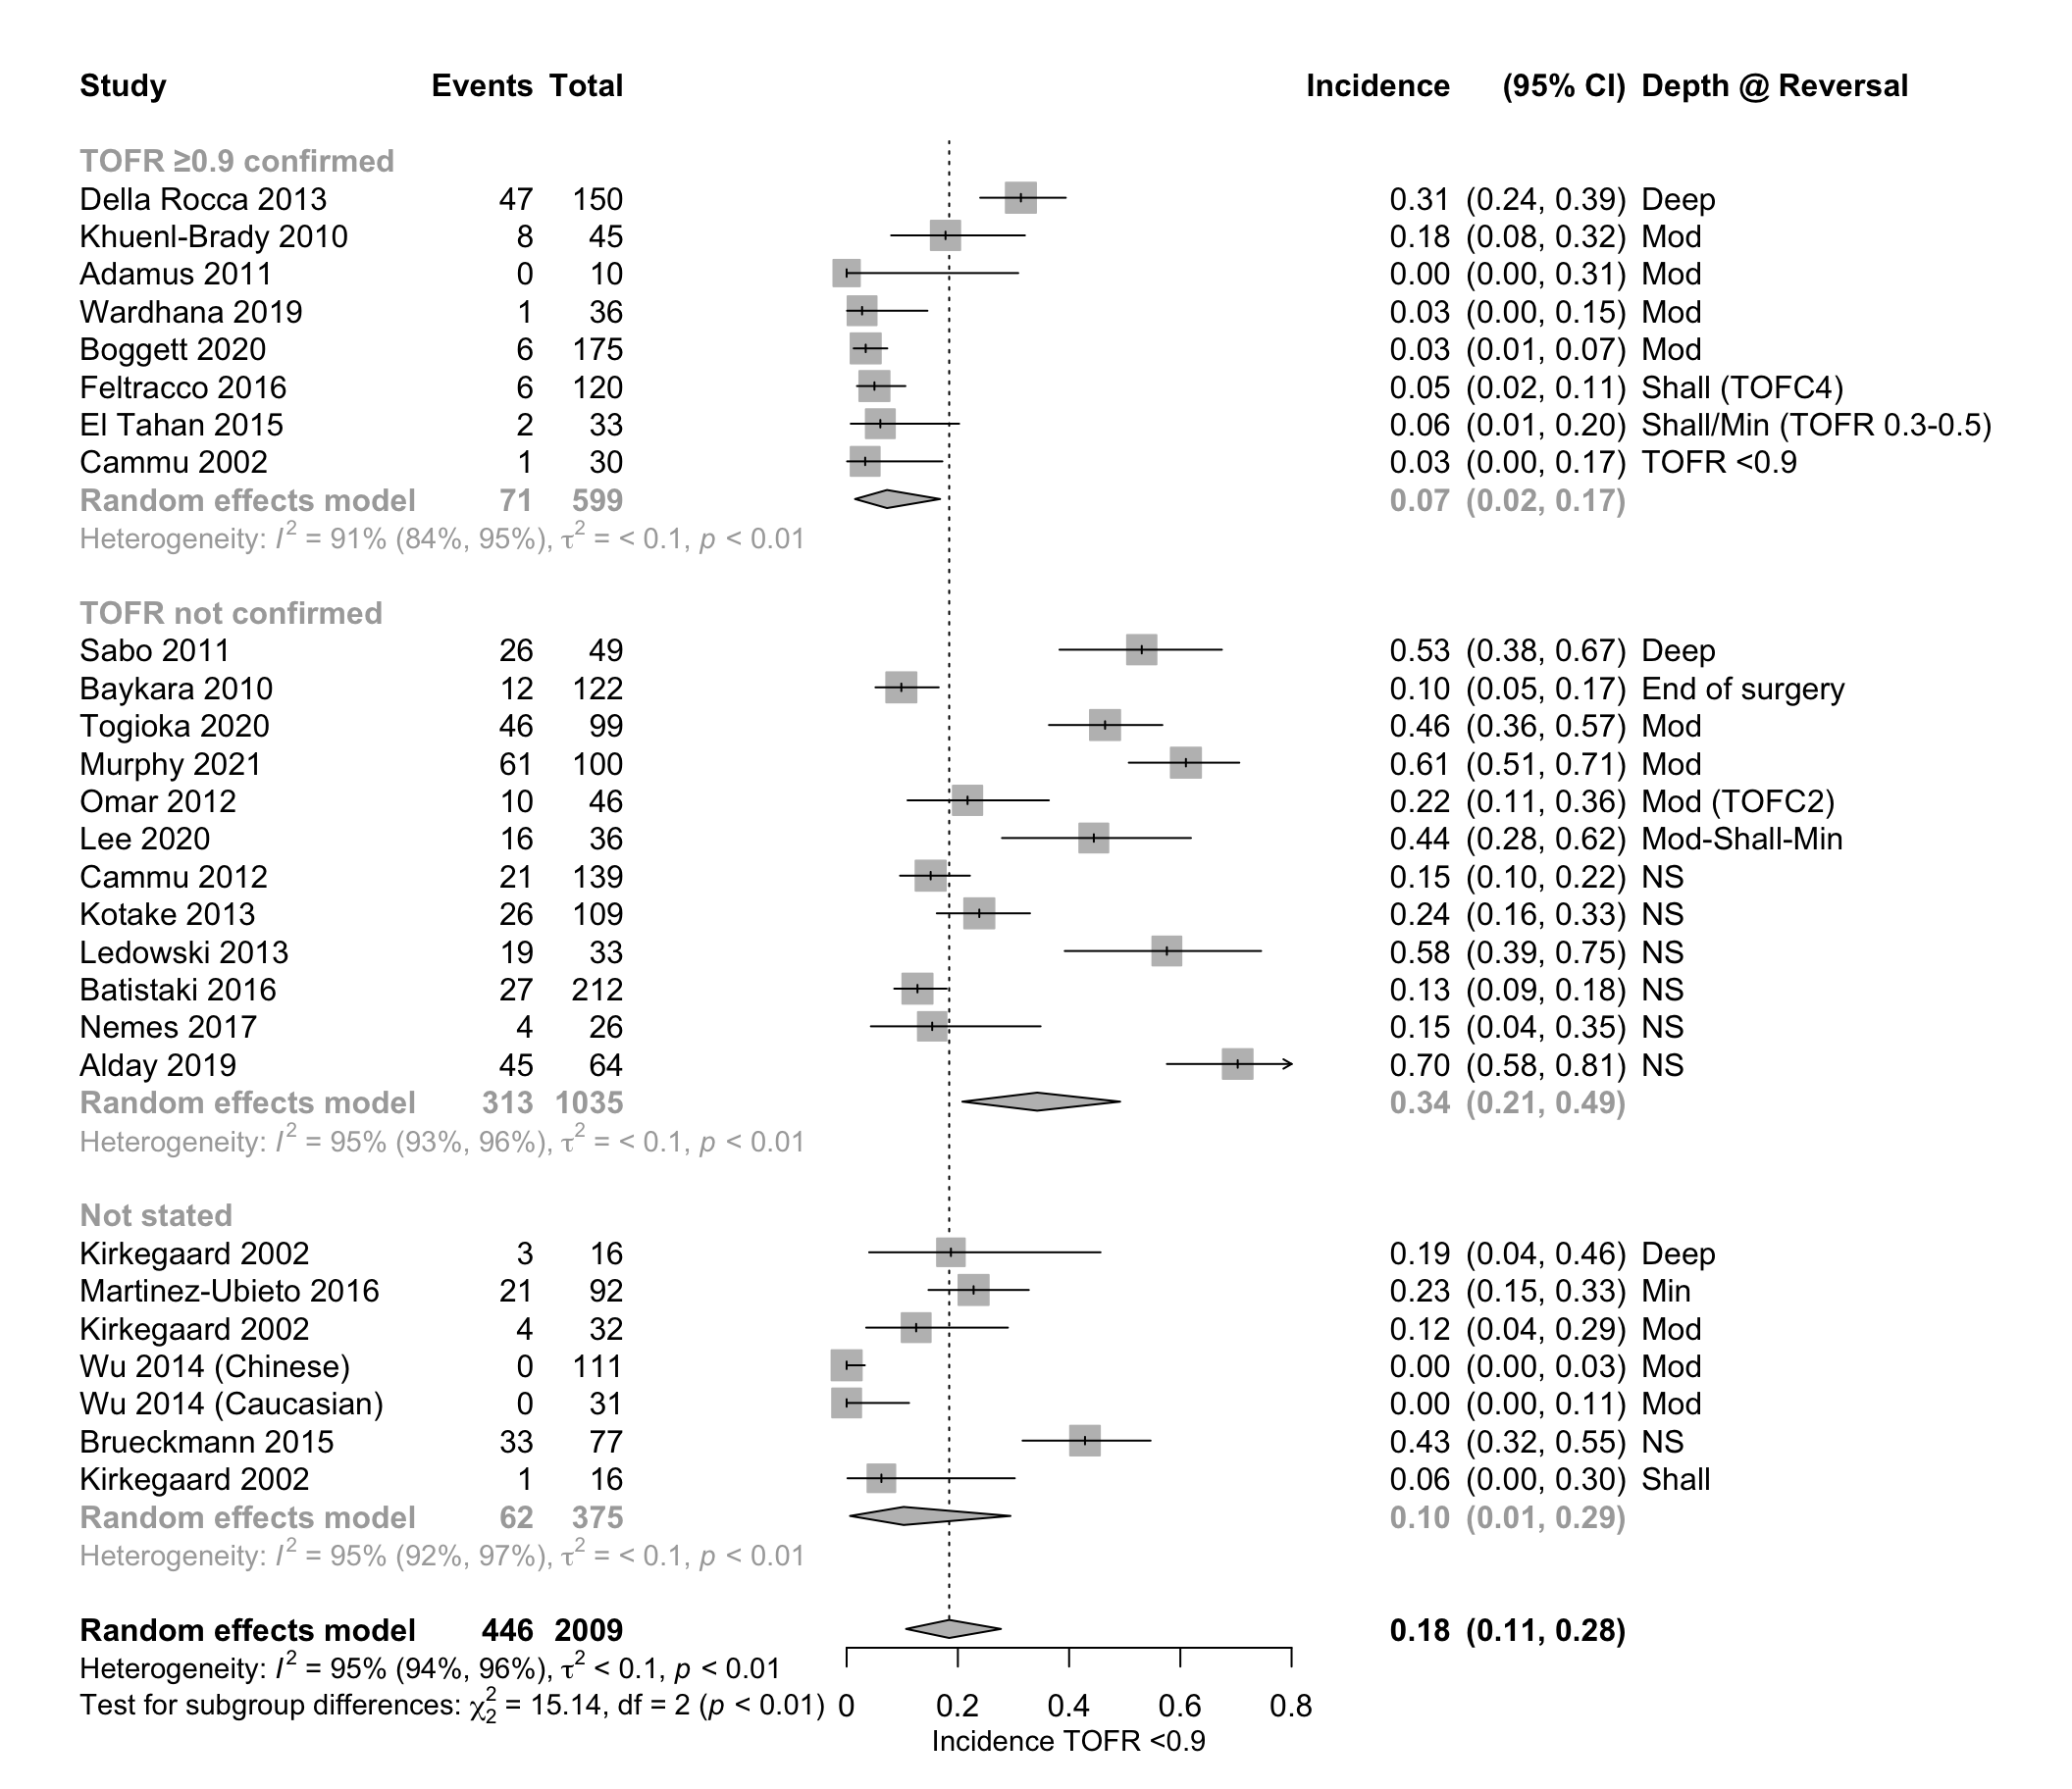 Study Events Total Incidence (95% CI) Depth @ Reversal
TOFR ≥0.9 confirmed
Della Rocca 2013 47 150 0.31 (0.24, 0.39) Deep
Khuenl-Brady 2010 8 45 0.18 (0.08, 0.32) Mod
Adamus 2011 0 10 0.00 (0.00, 0.31) Mod
Wardhana 2019 1 36 0.03 (0.00, 0.15) Mod
Boggett 2020 6 175 0.03 (0.01, 0.07) Mod
Feltracco 2016 6 120 0.05 (0.02, 0.11) Shall (TOFC4)
El Tahan 2015 2 33 0.06 (0.01, 0.20) Shall/Min (TOFR 0.3-0.5)
Cammu 2002 1 30 0.03 (0.00, 0.17) TOFR <0.9
Random effects model 71 599 0.07 (0.02, 0.17)
Heterogeneity: I² = 91% (84%, 95%), τ² = < 0.1, p < 0.01
TOFR not confirmed
Sabo 2011 26 49 0.53 (0.38, 0.67) Deep
Baykara 2010 12 122 0.10 (0.05, 0.17) End of surgery
Togioka 2020 46 99 0.46 (0.36, 0.57) Mod
Murphy 2021 61 100 0.61 (0.51, 0.71) Mod
Omar 2012 10 46 0.22 (0.11, 0.36) Mod (TOFC2)
Lee 2020 16 36 0.44 (0.28, 0.62) Mod-Shall-Min
Cammu 2012 21 139 0.15 (0.10, 0.22) NS
Kotake 2013 26 109 0.24 (0.16, 0.33) NS
Ledowski 2013 19 33 0.58 (0.39, 0.75) NS
Batistaki 2016 27 212 0.13 (0.09, 0.18) NS
Nemes 2017 4 26 0.15 (0.04, 0.35) NS
Alday 2019 45 64 0.70 (0.58, 0.81) NS
Random effects model 313 1035 0.34 (0.21, 0.49)
Heterogeneity: I² = 95% (93%, 96%), τ² = < 0.1, p < 0.01
Not stated
Kirkegaard 2002 3 16 0.19 (0.04, 0.46) Deep
Martinez-Ubieto 2016 21 92 0.23 (0.15, 0.33) Min
Kirkegaard 2002 4 32 0.12 (0.04, 0.29) Mod
Wu 2014 (Chinese) 0 111 0.00 (0.00, 0.03) Mod
Wu 2014 (Caucasian) 0 31 0.00 (0.00, 0.11) Mod
Brueckmann 2015 33 77 0.43 (0.32, 0.55) NS
Kirkegaard 2002 1 16 0.06 (0.00, 0.30) Shall
Random effects model 62 375 0.10 (0.01, 0.29)
Heterogeneity: I² = 95% (92%, 97%), τ² = < 0.1, p < 0.01
Random effects model 446 2009 0.18 (0.11, 0.28)
Heterogeneity: I² = 95% (94%, 96%), τ² < 0.1, p < 0.01
Test for subgroup differences: χ²₂ = 15.14, df = 2 (p < 0.01) 0 0.2 0.4 0.6 0.8
Incidence TOFR <0.9